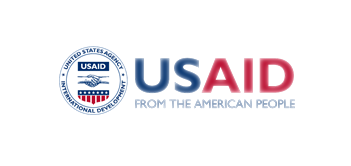 UNITED STATES AGENCY
USAID
INTERNATIONAL DEVELOPMENT
USAID
FROM THE AMERICAN PEOPLE